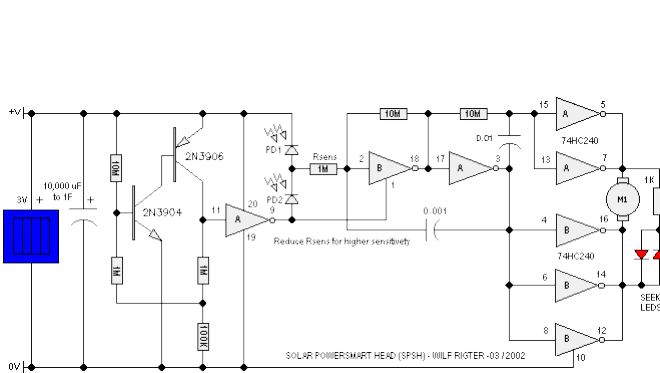 +V
15
5
A
10M
10M
0.01
74HC240
PD1
2N3906
Rsens
1M
2
B
18
17
A
3
13
A
7
10M
1
1K
10,000 uF
to 1F
+
3V
+
PD2
M1
2N3904
11
A
20
9
19
0.001
4
B
16
Reduce Rsens for higher sensitivety
74HC240
1M
1M
6
B
14
SEEK
LEDS
100K
8
B
12
10
SOLAR POWERSMART HEAD (SPSH) - WILF RIGTER -03 / 2002
0V